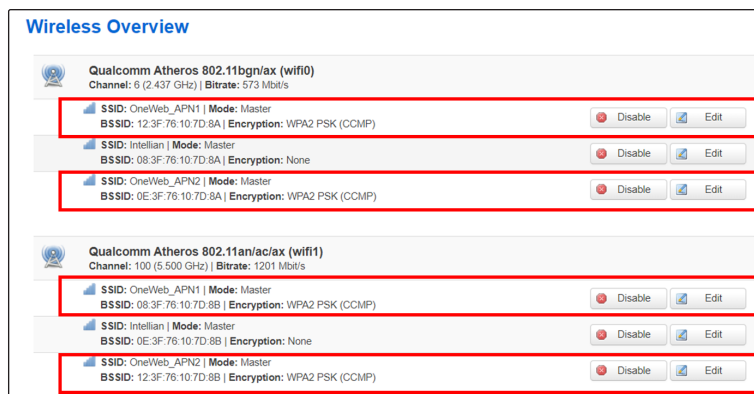 Wireless Overview
Qualcomm Atheros 802.11bgn/ax (wifi0)
Channel: 6 (2.437 GHz) | Bitrate: 573 Mbit/s
SSID: OneWeb_APN1 | Mode: Master
BSSID: 12:3F:76:10:7D:8A | Encryption: WPA2 PSK (CCMP)
Disable Edit
SSID: Intellian | Mode: Master
BSSID: 08:3F:76:10:7D:8A | Encryption: None
Disable Edit
SSID: OneWeb_APN2 | Mode: Master
BSSID: 0E:3F:76:10:7D:8A | Encryption: WPA2 PSK (CCMP)
Disable Edit
Qualcomm Atheros 802.11an/ac/ax (wifi1)
Channel: 100 (5.500 GHz) | Bitrate: 1201 Mbit/s
SSID: OneWeb_APN1 | Mode: Master
BSSID: 08:3F:76:10:7D:8B | Encryption: WPA2 PSK (CCMP)
Disable Edit
SSID: Intellian | Mode: Master
BSSID: 0E:3F:76:10:7D:8B | Encryption: None
Disable Edit
SSID: OneWeb_APN2 | Mode: Master
BSSID: 12:3F:76:10:7D:8B | Encryption: WPA2 PSK (CCMP)
Disable Edit